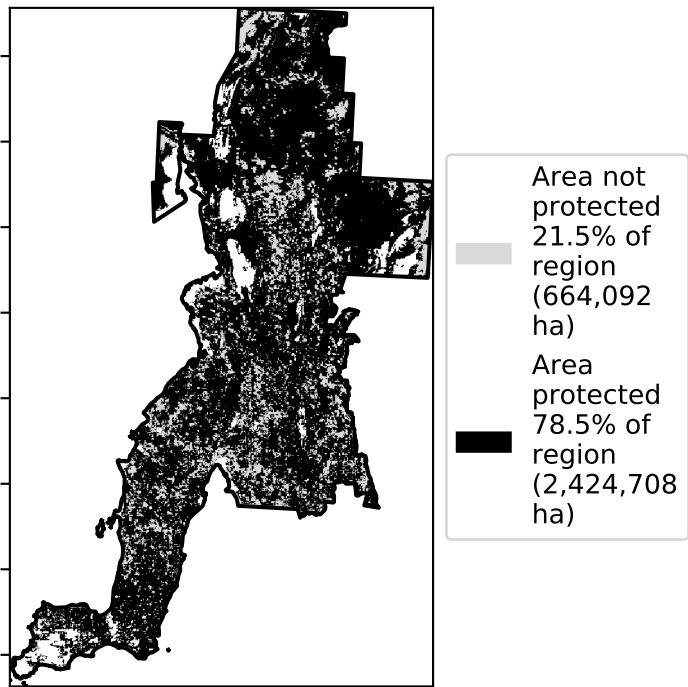 Area not
protected
21.5% of
region
(664,092
ha)
Area
protected
78.5% of
region
(2,424,708
ha)